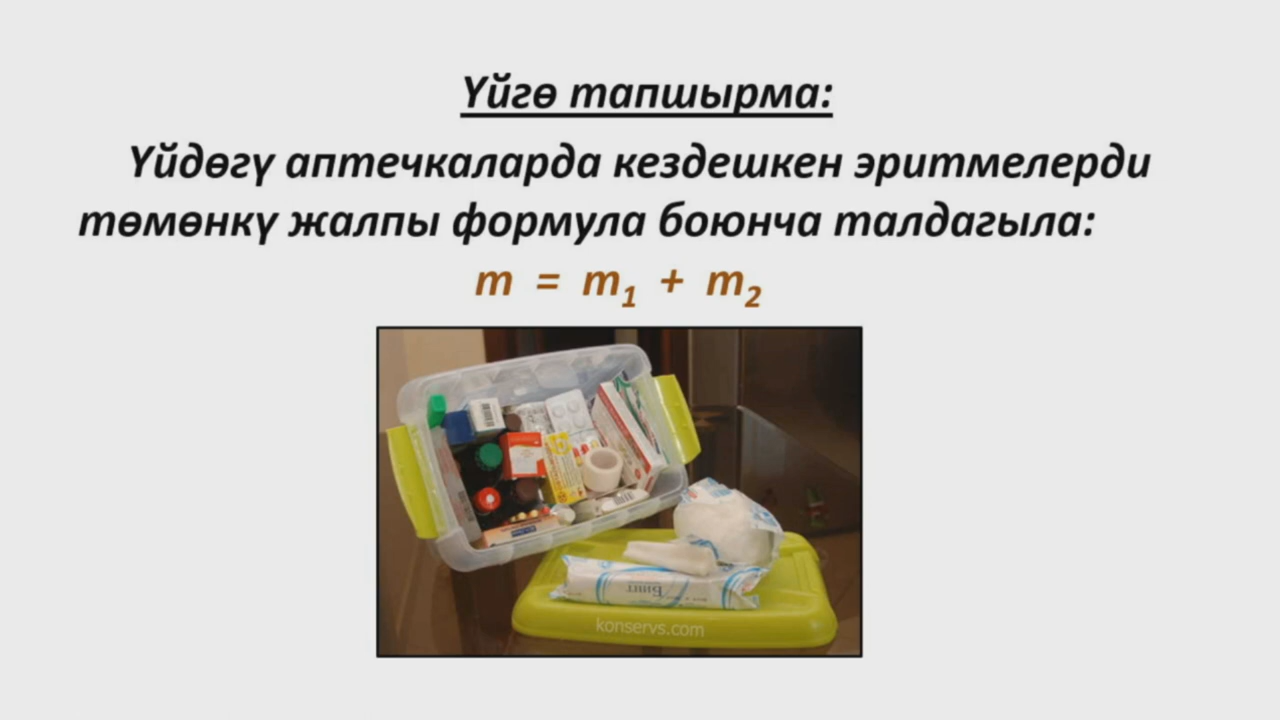 Үйгө тапшырма:
Үйдөгү аптечкаларда кездешкен эритмелерди
төмөнкү жалпы формула боюнча талдагыла:
m = m₁ + m₂
Бинт
konservs.com